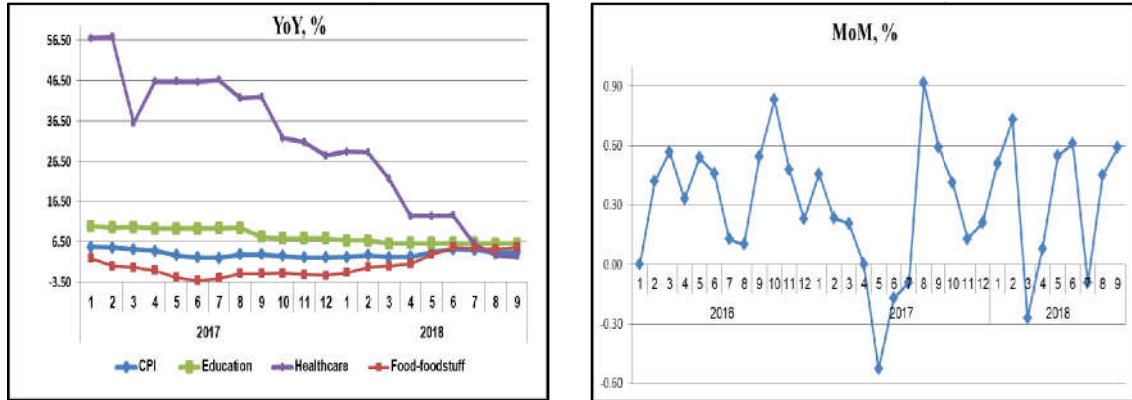 YoY, %
56.50
46.50
36.50
26.50
16.50
6.50
-3.50
1 2 3 4 5 6 7 8 9 10 11 12 1 2 3 4 5 6 7 8 9
2017 2018
CPI Education Healthcare Food-foodstuff
MoM, %
0.90
0.60
0.30
0.00
-0.30
-0.60
1 2 3 4 5 6 7 8 9 10 11 12 1 2 3 4 5 6 7 8 9 10 11 12 1 2 3 4 5 6 7 8 9
2016 2017 2018